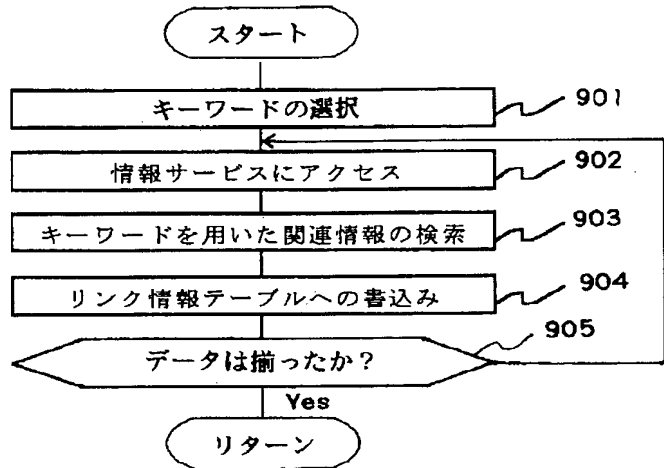 スタート
キーワードの選択
901
情報サービスにアクセス
902
キーワードを用いた関連情報の検索
903
リンク情報テーブルへの書込み
904
データは揃ったか?
905
Yes
リターン